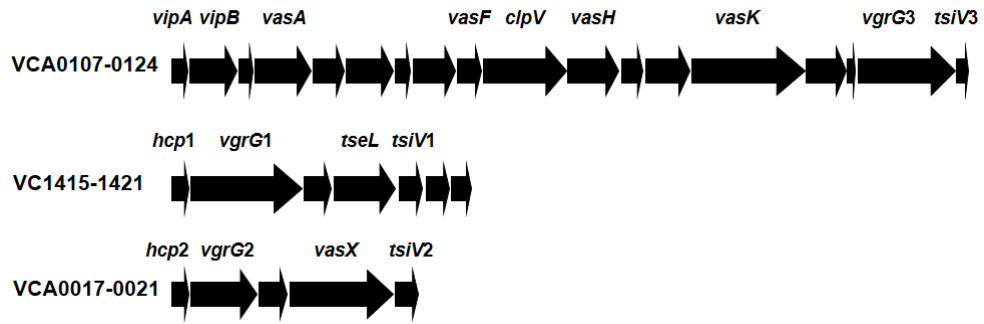 vipA vipB vasA vasF clpV vasH vasK vgrG3 tsiV3
VCA0107-0124
hcp1 vgrG1 tseL tsiV1
VC1415-1421
hcp2 vgrG2 vasX tsiV2
VCA0017-0021